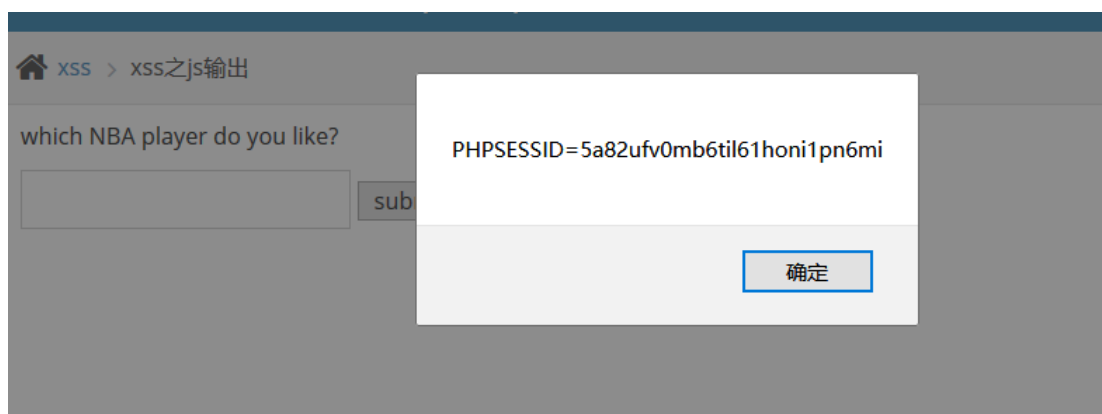 xss > xss之js输出
which NBA player do you like?
PHPSESSID=5a82ufv0mb6til61honi1pn6mi
sub
确定